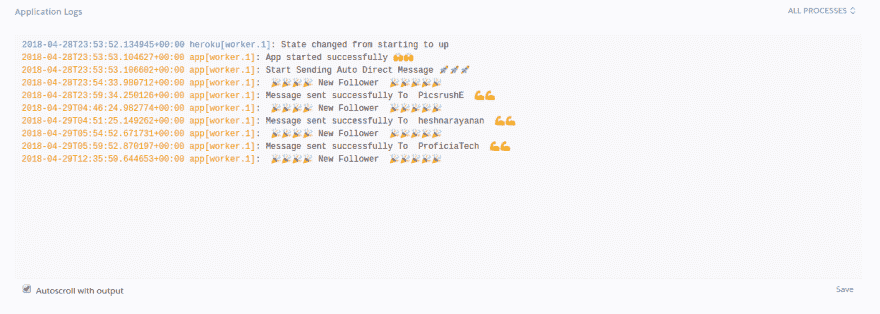 Application Logs
ALL PROCESSES
2018-04-28T23:53:52.134945+00:00 heroku[worker.1]: State changed from starting to up
2018-04-28T23:53:53.104627+00:00 app[worker.1]: App started successfully 🙌🙌
2018-04-28T23:53:53.106602+00:00 app[worker.1]: Start Sending Auto Direct Message 🚀🚀🚀
2018-04-28T23:54:33.990712+00:00 app[worker.1]: 🎉🎉🎉🎉 New Follower 🎉🎉🎉🎉🎉
2018-04-28T23:59:34.250126+00:00 app[worker.1]: Message sent successfully To PicsrushE 💪💪
2018-04-29T04:46:24.982774+00:00 app[worker.1]: 🎉🎉🎉🎉 New Follower 🎉🎉🎉🎉🎉
2018-04-29T04:51:25.149262+00:00 app[worker.1]: Message sent successfully To heshnarayanan 💪💪
2018-04-29T05:54:52.671731+00:00 app[worker.1]: 🎉🎉🎉🎉 New Follower 🎉🎉🎉🎉🎉
2018-04-29T05:59:52.870197+00:00 app[worker.1]: Message sent successfully To ProficiaTech 💪💪
2018-04-29T12:35:59.644653+00:00 app[worker.1]: 🎉🎉🎉🎉 New Follower 🎉🎉🎉🎉🎉
Autoscroll with output
Save